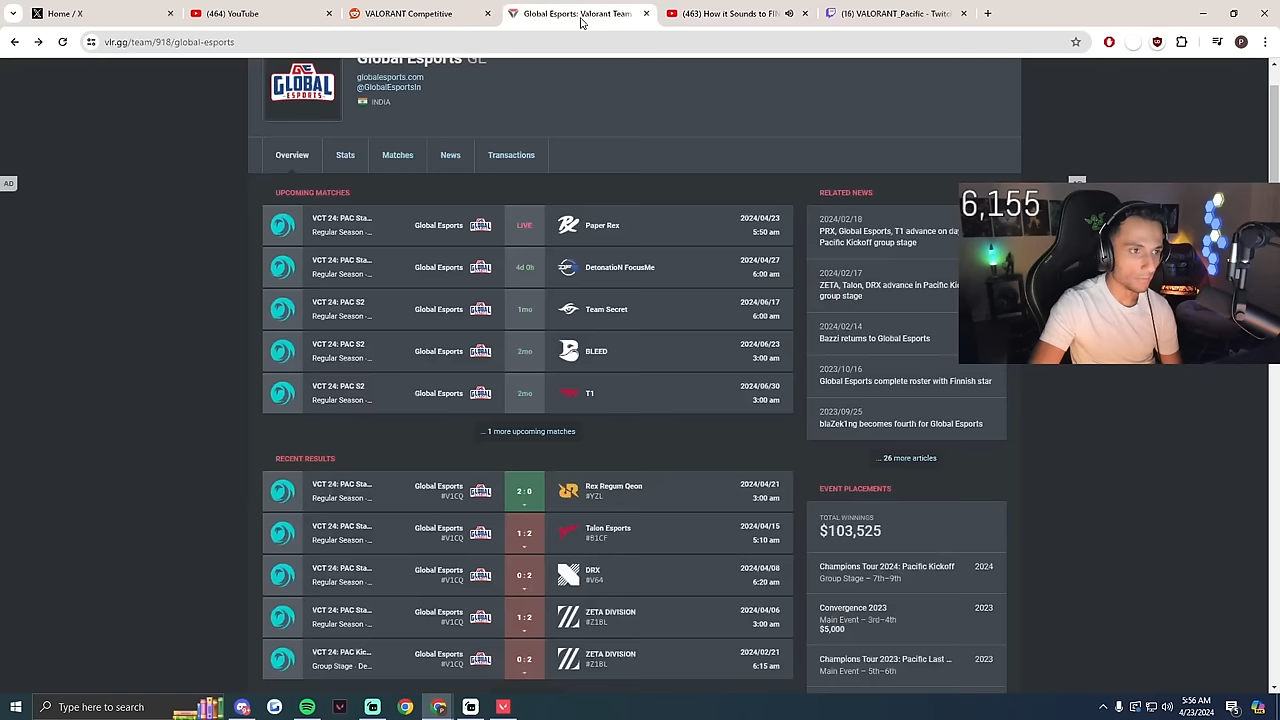 Home / X
(464) YouTube
VALORANT Competitive
Global Esports: Valorant Team
(463) How it Sounds to FIN
(16) VALORANT_Pacific - Twitch
vlr.gg/team/918/global-esports
P
GLOBAL
ESPORTS
Global Esports GE
globalesports.com
@GlobalEsportsIn
INDIA
Overview
Stats
Matches
News
Transactions
AD
UPCOMING MATCHES
VCT 24: PAC Sta...
Regular Season -...
Global Esports
LIVE
Paper Rex
2024/04/23
5:50 am
VCT 24: PAC Sta...
Regular Season -...
Global Esports
4d 0h
DetonatioN FocusMe
2024/04/27
6:00 am
VCT 24: PAC S2
Regular Season -...
Global Esports
1mo
Team Secret
2024/06/17
6:00 am
VCT 24: PAC S2
Regular Season -...
Global Esports
2mo
BLEED
2024/06/23
3:00 am
VCT 24: PAC S2
Regular Season -...
Global Esports
2mo
T1
2024/06/30
3:00 am
... 1 more upcoming matches
RECENT RESULTS
VCT 24: PAC Sta...
Regular Season -...
Global Esports
#V1CQ
2 : 0
Rex Regum Qeon
#YZL
2024/04/21
3:00 am
VCT 24: PAC Sta...
Regular Season -...
Global Esports
#V1CQ
1 : 2
Talon Esports
#B1CF
2024/04/15
5:10 am
VCT 24: PAC Sta...
Regular Season -...
Global Esports
#V1CQ
0 : 2
DRX
#V64
2024/04/08
6:20 am
VCT 24: PAC Sta...
Regular Season -...
Global Esports
#V1CQ
1 : 2
ZETA DIVISION
#Z1BL
2024/04/06
3:00 am
VCT 24: PAC Kic...
Group Stage - De...
Global Esports
#V1CQ
0 : 2
ZETA DIVISION
#Z1BL
2024/02/21
6:15 am
RELATED NEWS
2024/02/18
PRX, Global Esports, T1 advance on day
Pacific Kickoff group stage
2024/02/17
ZETA, Talon, DRX advance in Pacific Kic
group stage
2024/02/14
Bazzi returns to Global Esports
2023/10/16
Global Esports complete roster with Finnish star
2023/09/25
blaZek1ng becomes fourth for Global Esports
... 26 more articles
EVENT PLACEMENTS
TOTAL WINNINGS
$103,525
Champions Tour 2024: Pacific Kickoff
2024
Group Stage – 7th–9th
Convergence 2023
2023
Main Event – 3rd–4th
$5,000
Champions Tour 2023: Pacific Last ...
2023
Main Event – 5th–6th
AD
6,155
Type here to search
5:56 AM
4/23/2024